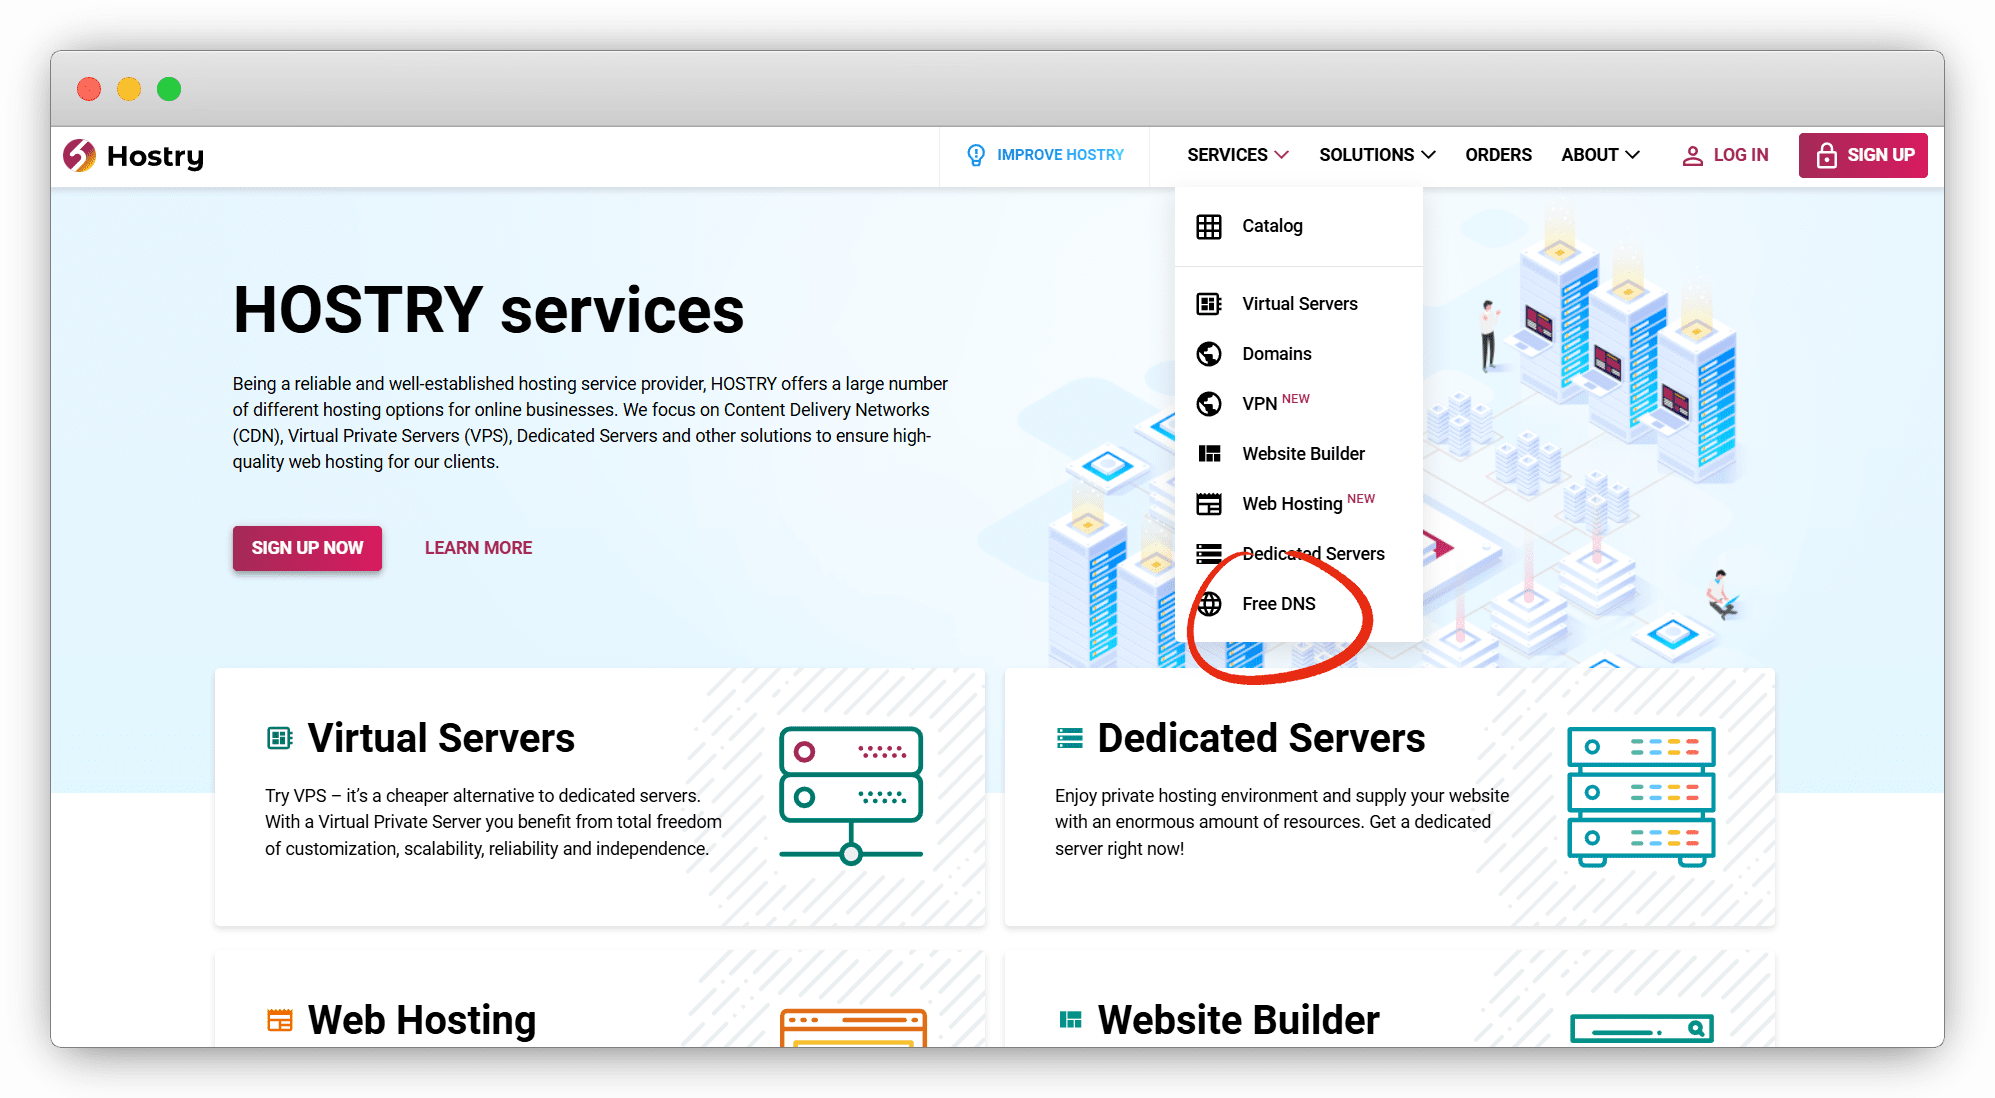 Hostry
IMPROVE HOSTRY
SERVICES
SOLUTIONS
ORDERS
ABOUT
LOG IN
SIGN UP
Catalog
Virtual Servers
Domains
VPN NEW
Website Builder
Web Hosting NEW
Dedicated Servers
Free DNS
HOSTRY services
Being a reliable and well-established hosting service provider, HOSTRY offers a large number
of different hosting options for online businesses. We focus on Content Delivery Networks
(CDN), Virtual Private Servers (VPS), Dedicated Servers and other solutions to ensure high-
quality web hosting for our clients.
SIGN UP NOW
LEARN MORE
Virtual Servers
Try VPS – it’s a cheaper alternative to dedicated servers.
With a Virtual Private Server you benefit from total freedom
of customization, scalability, reliability and independence.
Dedicated Servers
Enjoy private hosting environment and supply your website
with an enormous amount of resources. Get a dedicated
server right now!
Web Hosting
Website Builder